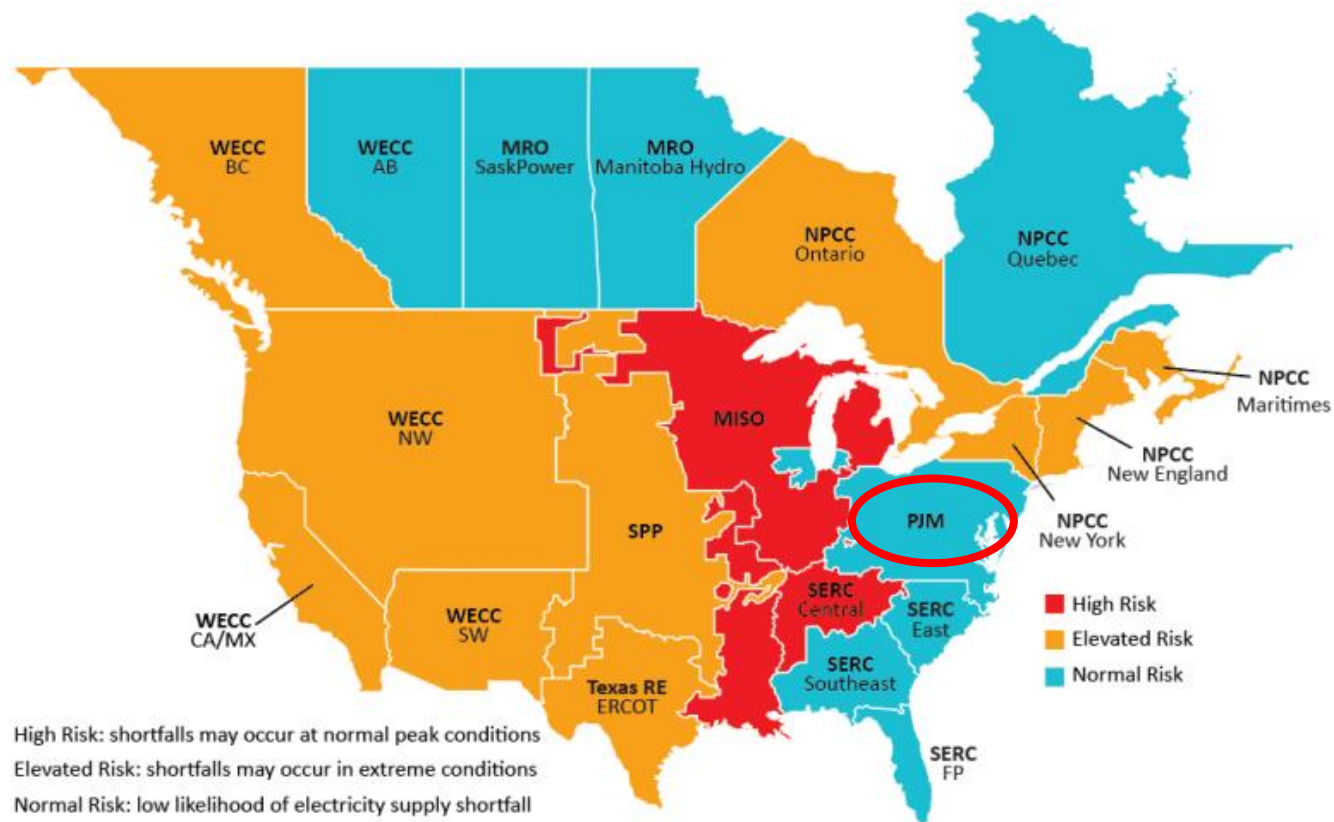 WECC
BC
WECC
AB
MRO
SaskPower
MRO
Manitoba Hydro
NPCC
Ontario
NPCC
Quebec
NPCC
Maritimes
NPCC
New England
NPCC
New York
WECC
NW
MISO
SPP
PJM
SERC
Central
SERC
East
SERC
Southeast
SERC
FP
WECC
CA/MX
WECC
SW
Texas RE
ERCOT
High Risk
Elevated Risk
Normal Risk
High Risk: shortfalls may occur at normal peak conditions
Elevated Risk: shortfalls may occur in extreme conditions
Normal Risk: low likelihood of electricity supply shortfall